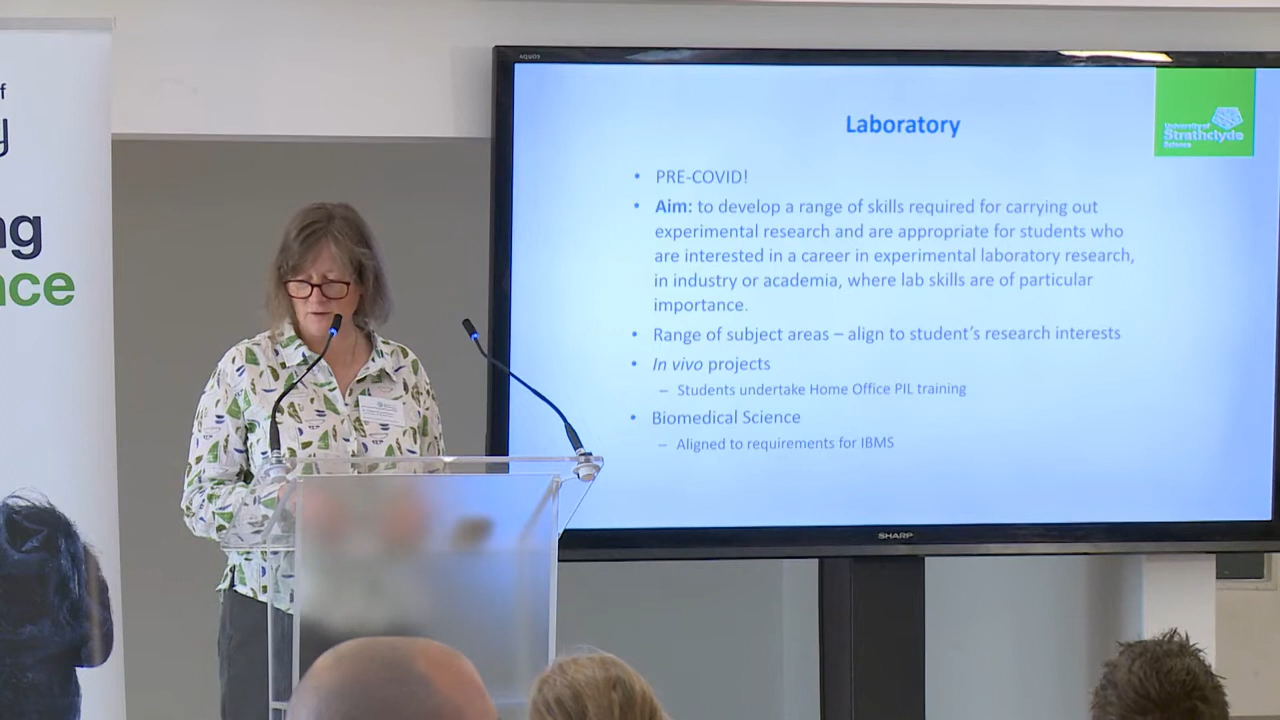 f
y
ng
nce
AQUOS
Laboratory
University of
Strathclyde
Science
• PRE-COVID!
• Aim: to develop a range of skills required for carrying out
experimental research and are appropriate for students who
are interested in a career in experimental laboratory research,
in industry or academia, where lab skills are of particular
importance.
• Range of subject areas – align to student's research interests
• In vivo projects
– Students undertake Home Office PIL training
• Biomedical Science
– Aligned to requirements for IBMS
SHARP